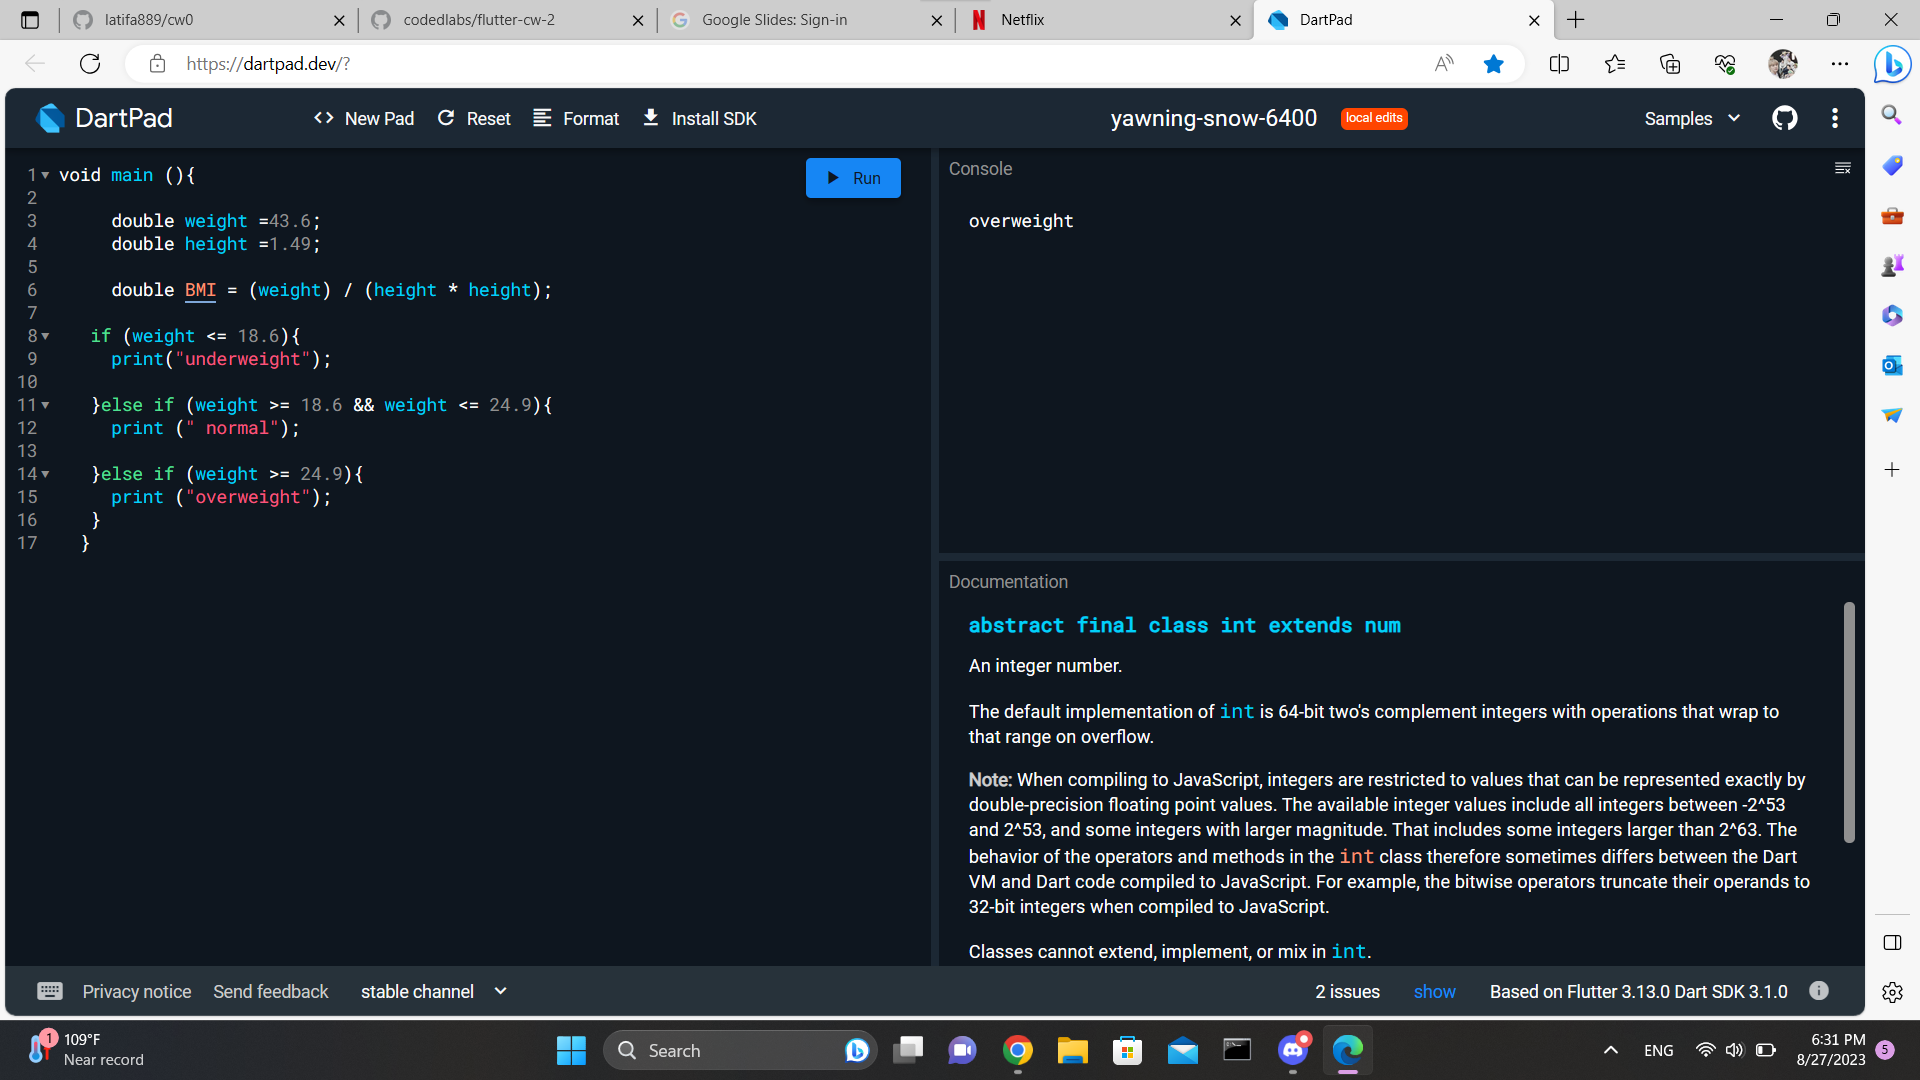 latifa889/cw0
codedlabs/flutter-cw-2
Google Slides: Sign-in
Netflix
DartPad
https://dartpad.dev/?
DartPad
New Pad
Reset
Format
Install SDK
yawning-snow-6400
local edits
Samples
Run
1 void main (){
2
3 double weight =43.6;
4 double height =1.49;
5
6 double BMI = (weight) / (height * height);
7
8 if (weight <= 18.6){
9 print("underweight");
10
11 }else if (weight >= 18.6 && weight <= 24.9){
12 print (" normal");
13
14 }else if (weight >= 24.9){
15 print ("overweight");
16 }
17 }
Console
overweight
Documentation
abstract final class int extends num
An integer number.
The default implementation of int is 64-bit two's complement integers with operations that wrap to
that range on overflow.
Note: When compiling to JavaScript, integers are restricted to values that can be represented exactly by
double-precision floating point values. The available integer values include all integers between -2^53
and 2^53, and some integers with larger magnitude. That includes some integers larger than 2^63. The
behavior of the operators and methods in the int class therefore sometimes differs between the Dart
VM and Dart code compiled to JavaScript. For example, the bitwise operators truncate their operands to
32-bit integers when compiled to JavaScript.
Classes cannot extend, implement, or mix in int.
Privacy notice
Send feedback
stable channel
2 issues
show
Based on Flutter 3.13.0 Dart SDK 3.1.0
1
109°F
Near record
Search
ENG
6:31 PM
8/27/2023
5